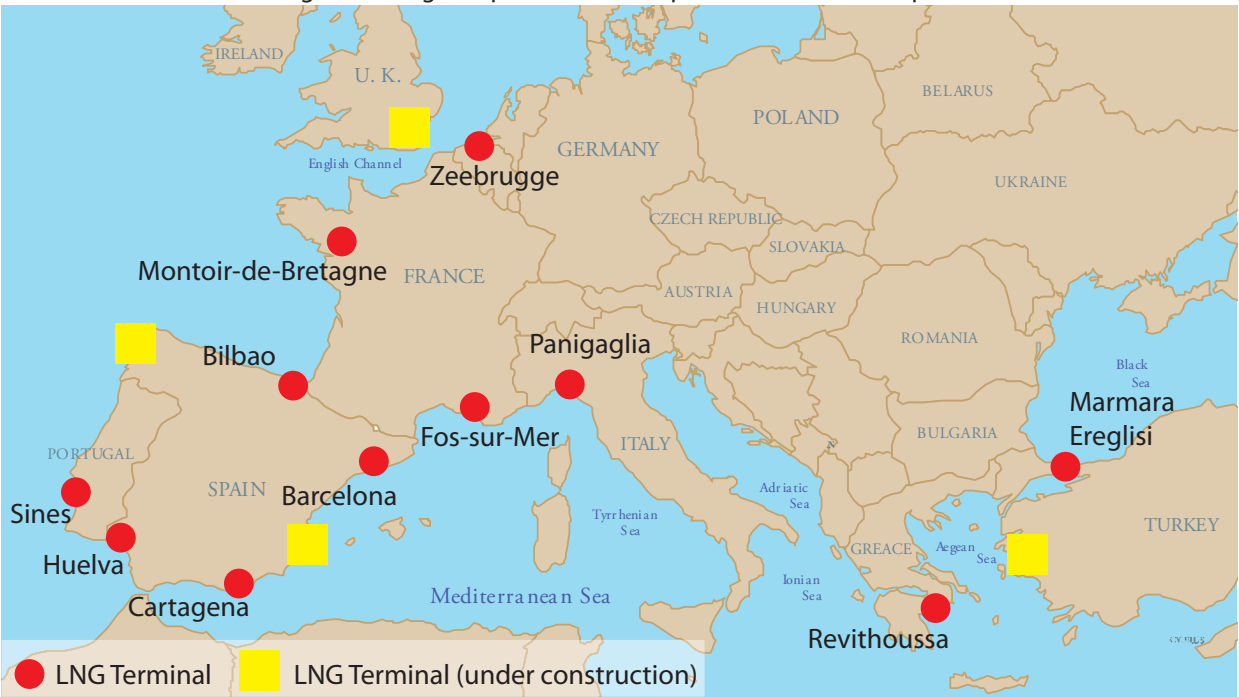 IRELAND
U. K.
BELARUS
POLAND
GERMANY
English Channel
Zeebrugge
UKRAINE
CZECH REPUBLIC
SLOVAKIA
Montoir-de-Bretagne
FRANCE
AUSTRIA
HUNGARY
ROMANIA
Bilbao
Panigaglia
Black
Sea
Marmara
Ereglisi
Fos-sur-Mer
ITALY
BULGARIA
PORTUGAL
SPAIN
Barcelona
Adriatic
Sea
Sines
Tyrrhenian
Sea
TURKEY
Huelva
GREACE
Aegean
Sea
Cartagena
Mediterranean Sea
Ionian
Sea
Revithoussa
LNG Terminal
LNG Terminal (under construction)